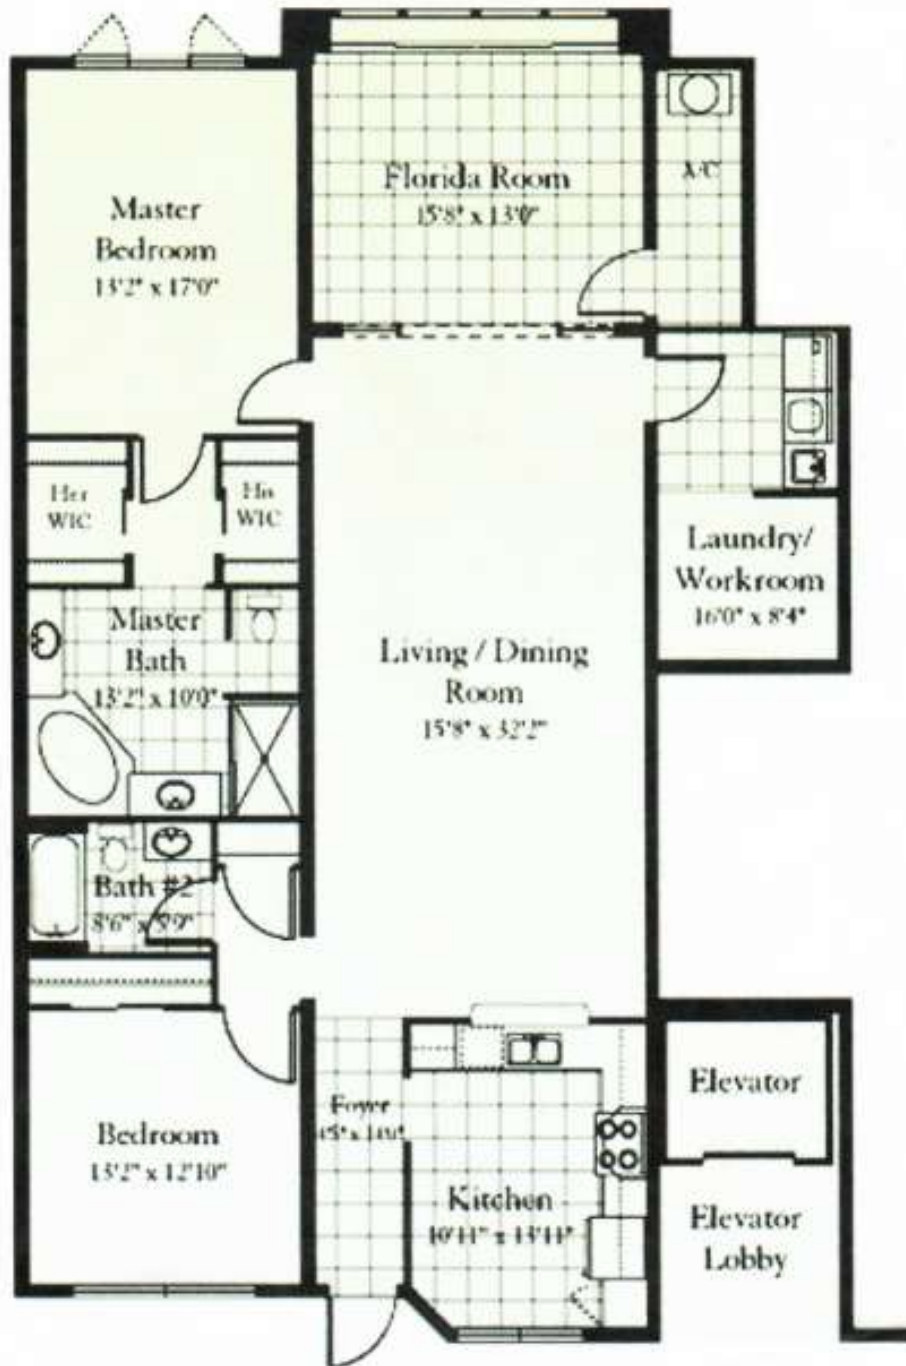 Master
Bedroom
13'2" x 17'0"
Florida Room
15'8" x 13'0"
A/C
Her
WIC
His
WIC
Laundry/
Workroom
16'0" x 8'4"
Master
Bath
13'2" x 10'0"
Living / Dining
Room
15'8" x 32'2"
Bath #2
8'6" x 5'9"
Bedroom
13'2" x 12'10"
Foyer
Kitchen
10'11" x 13'11"
Elevator
Elevator
Lobby